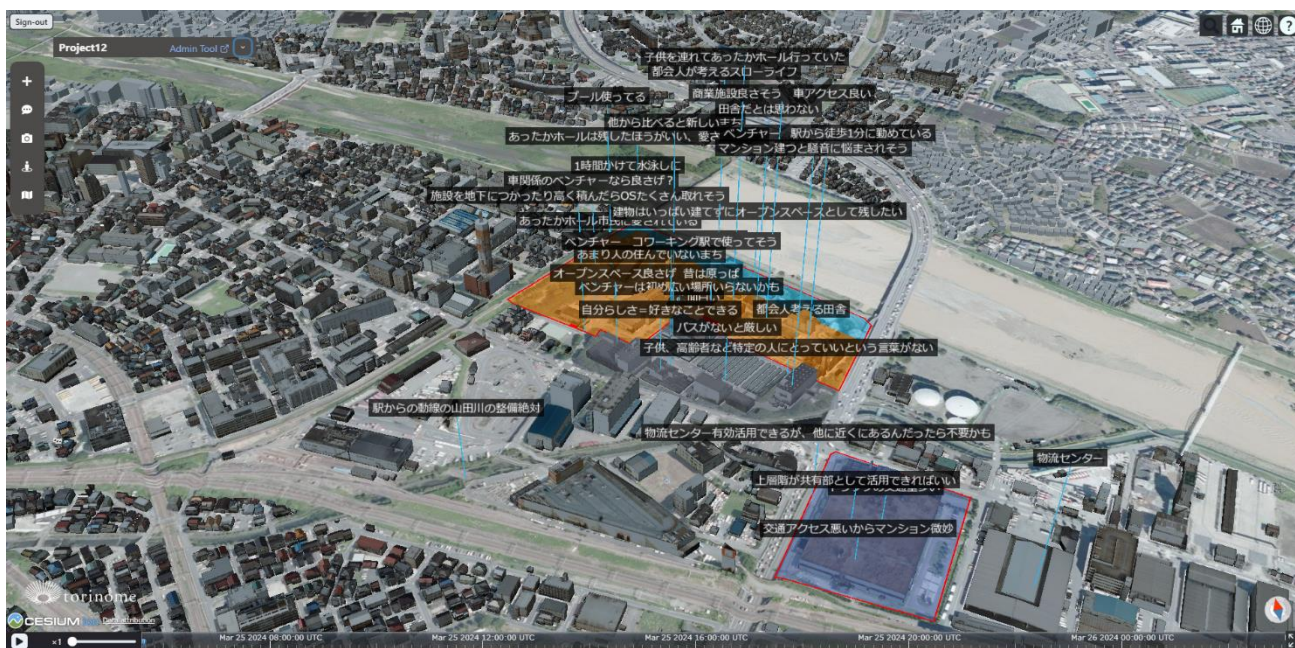 Sign-out
Project12
Admin Tool
子供を連れてあったかホール行っていた
都会人が考えるスローライフ
プール使ってる
商業施設良さそう
車アクセス良い、
田舎だとは思わない
他から比べると新しいまち
あったかホールは残したほうがいい、愛さ
ベンチャー
駅から徒歩1分に勤めている
マンション建つと騒音に悩まされそう
1時間かけて水泳しに
車関係のベンチャーなら良さげ？
施設を地下につかったり高く積んだらOSたくさん取れそう
建物はいっぱい建てずにオープンスペースとして残したい
あったかホール市民に愛されている
ベンチャー
コワーキング駅で使ってそう
あまり人の住んでいないまち
オープンスペース良さげ
昔は原っぱ
ベンチャーは初め広い場所いらないかも
自分らしさ＝好きなことできる
都会人考える田舎
バスがないと厳しい
子供、高齢者など特定の人にとっていいという言葉がない
駅からの動線の山田川の整備絶対
物流センター有効活用できるが、他に近くにあるんだったら不要かも
物流センター
上層階が共有部として活用できればいい
交通アクセス悪いからマンション微妙
torinome
CESIUM
Data attribution
x1
Mar 25 2024 08:00:00 UTC
Mar 25 2024 12:00:00 UTC
Mar 25 2024 16:00:00 UTC
Mar 25 2024 20:00:00 UTC
Mar 26 2024 00:00:00 UTC